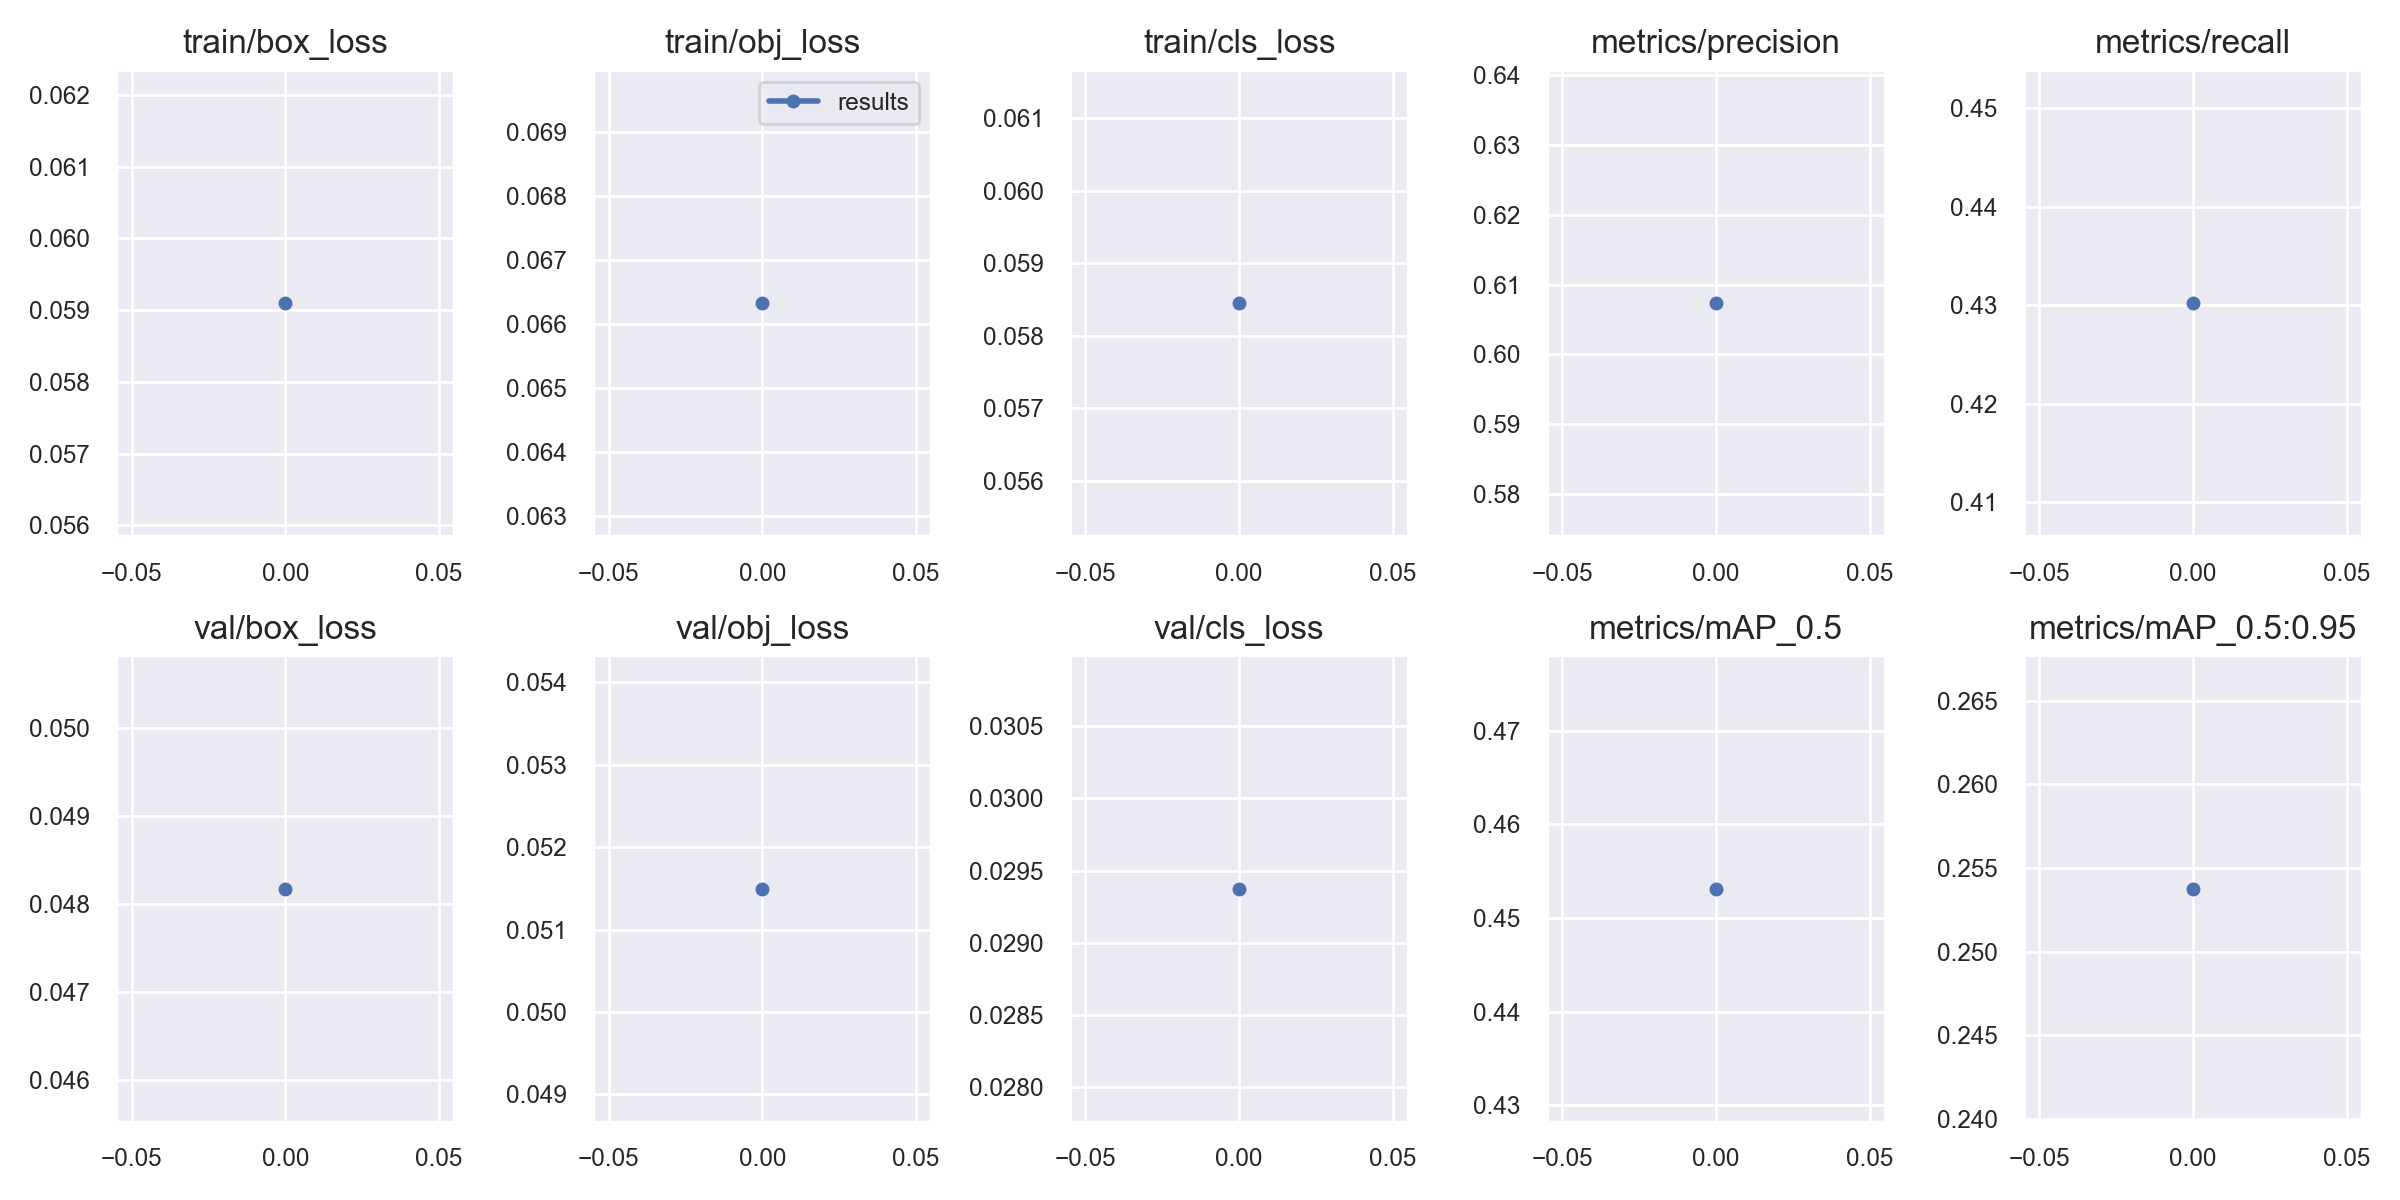 train/box_loss
0.062
0.061
0.060
0.059
0.058
0.057
0.056
−0.05 0.00 0.05
train/obj_loss
results
0.069
0.068
0.067
0.066
0.065
0.064
0.063
−0.05 0.00 0.05
train/cls_loss
0.061
0.060
0.059
0.058
0.057
0.056
−0.05 0.00 0.05
metrics/precision
0.64
0.63
0.62
0.61
0.60
0.59
0.58
−0.05 0.00 0.05
metrics/recall
0.45
0.44
0.43
0.42
0.41
−0.05 0.00 0.05
val/box_loss
0.050
0.049
0.048
0.047
0.046
−0.05 0.00 0.05
val/obj_loss
0.054
0.053
0.052
0.051
0.050
0.049
−0.05 0.00 0.05
val/cls_loss
0.0305
0.0300
0.0295
0.0290
0.0285
0.0280
−0.05 0.00 0.05
metrics/mAP_0.5
0.47
0.46
0.45
0.44
0.43
−0.05 0.00 0.05
metrics/mAP_0.5:0.95
0.265
0.260
0.255
0.250
0.245
0.240
−0.05 0.00 0.05